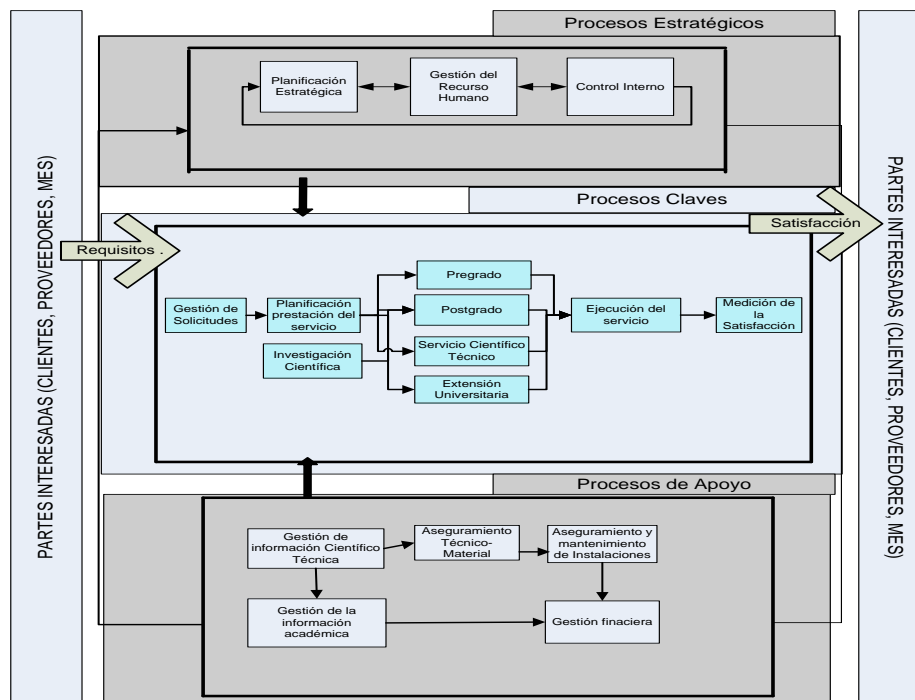 Procesos Estratégicos
Planificación
Estratégica
Gestión del
Recurso
Humano
Control Interno
PARTES INTERESADAS (CLIENTES, PROVEEDORES, MES)
Procesos Claves
Requisitos .
Satisfacción
Gestión de
Solicitudes
Planificación
prestación del
servicio
Investigación
Científica
Pregrado
Postgrado
Servicio Científico
Técnico
Extensión
Universitaria
Ejecución del
servicio
Medición de
la
Satisfacción
PARTES INTERESADAS (CLIENTES, PROVEEDORES, MES)
Procesos de Apoyo
Gestión de
información Científico
Técnica
Aseguramiento
Técnico-
Material
Aseguramiento y
mantenimiento
de Instalaciones
Gestión de la
información
académica
Gestión finaciera